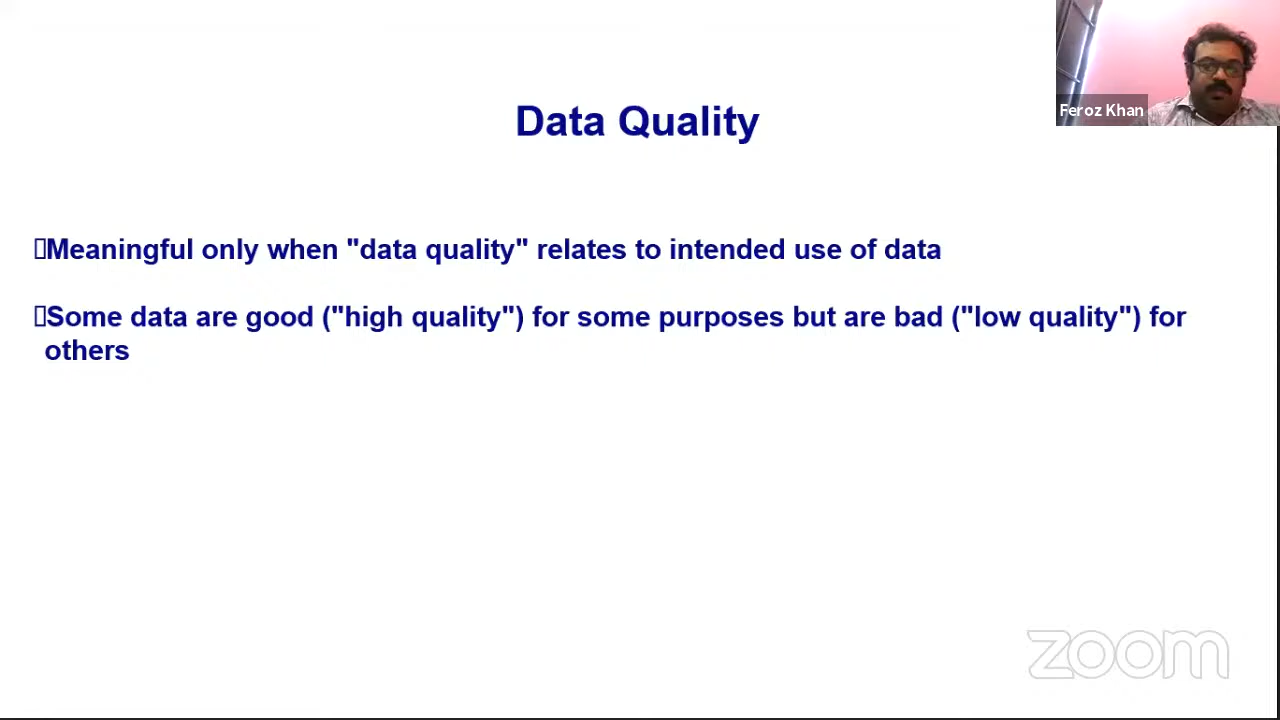 Feroz Khan
Data Quality
Meaningful only when "data quality" relates to intended use of data
Some data are good ("high quality") for some purposes but are bad ("low quality") for
others
zoom